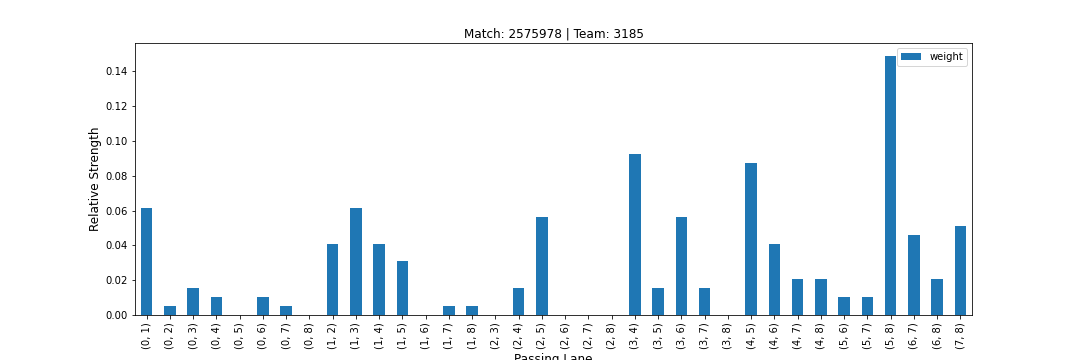 Match: 2575978 | Team: 3185
weight
Relative Strength
0.14
0.12
0.10
0.08
0.06
0.04
0.02
0.00
(0, 1) (0, 2) (0, 3) (0, 4) (0, 5) (0, 6) (0, 7) (0, 8) (1, 2) (1, 3) (1, 4) (1, 5) (1, 6) (1, 7) (1, 8) (2, 3) (2, 4) (2, 5) (2, 6) (2, 7) (2, 8) (3, 4) (3, 5) (3, 6) (3, 7) (3, 8) (4, 5) (4, 6) (4, 7) (4, 8) (5, 6) (5, 7) (5, 8) (6, 7) (6, 8) (7, 8)
Passing Lane